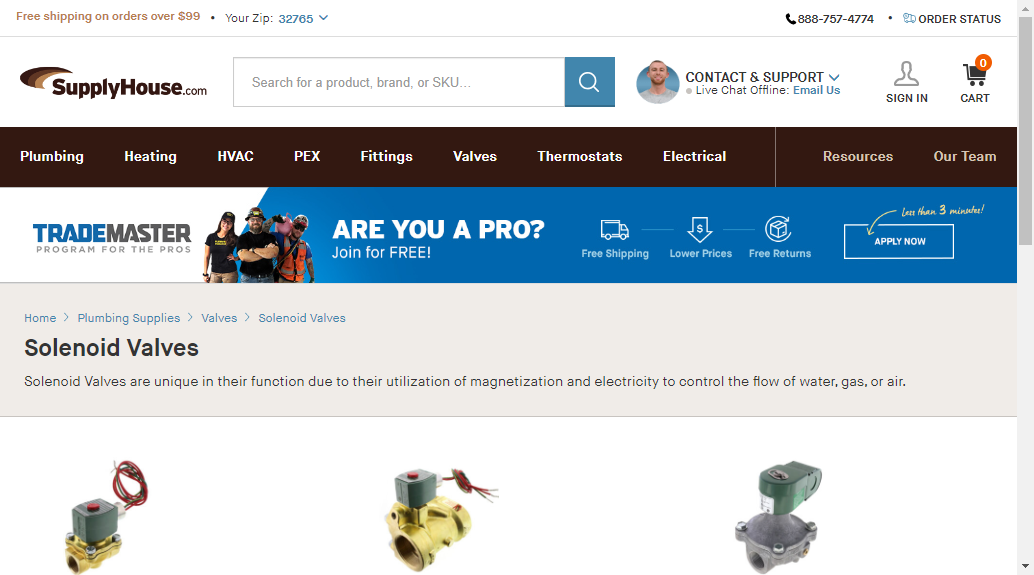 Free shipping on orders over $99 • Your Zip: 32765
888-757-4774 • ORDER STATUS
SupplyHouse.com
Search for a product, brand, or SKU...
CONTACT & SUPPORT
Live Chat Offline: Email Us
SIGN IN
0
CART
Plumbing Heating HVAC PEX Fittings Valves Thermostats Electrical Resources Our Team
TRADEMASTER
PROGRAM FOR THE PROS
ARE YOU A PRO?
Join for FREE!
Free Shipping
$
Lower Prices
Free Returns
Less than 3 minutes!
APPLY NOW
Home > Plumbing Supplies > Valves > Solenoid Valves
Solenoid Valves
Solenoid Valves are unique in their function due to their utilization of magnetization and electricity to control the flow of water, gas, or air.